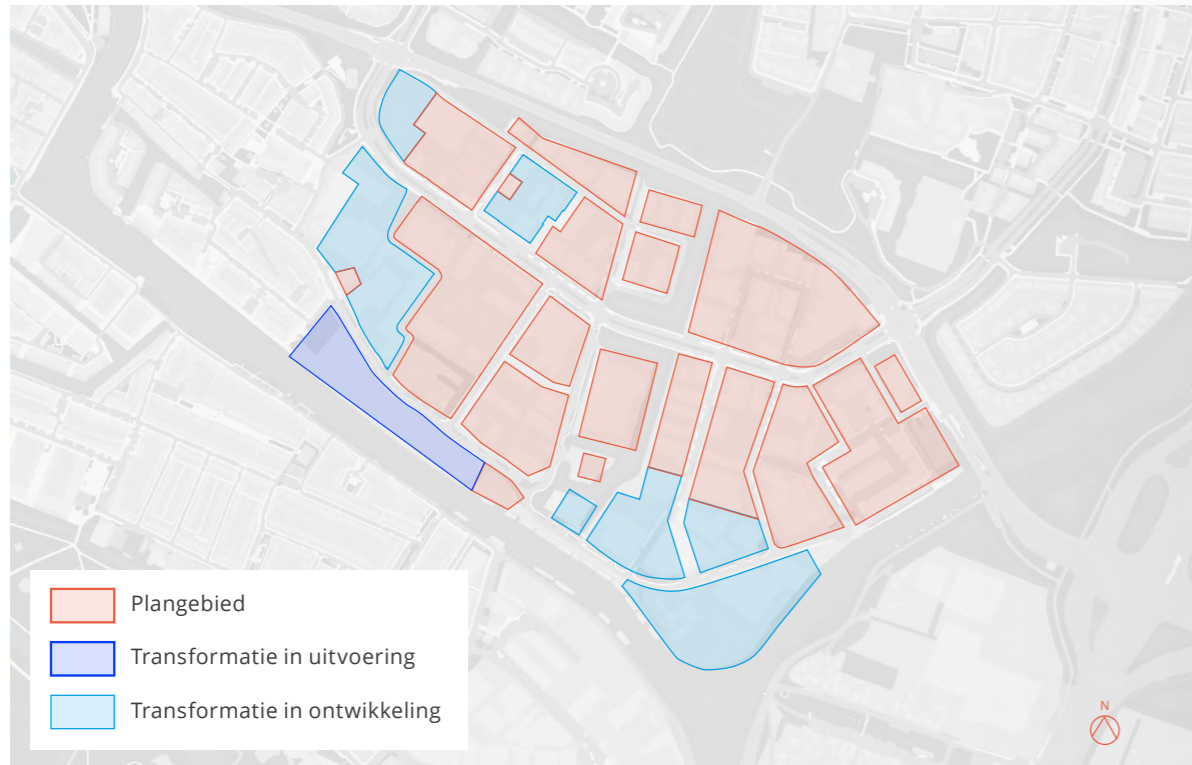 Plangebied
Transformatie in uitvoering
Transformatie in ontwikkeling
N